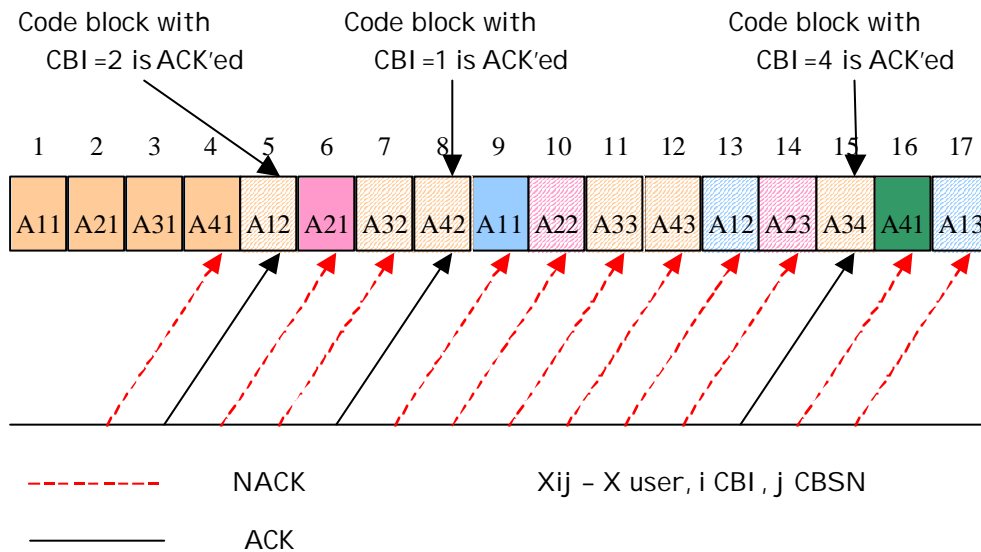 Code block with
CBI=2 is ACK'ed
Code block with
CBI=1 is ACK'ed
Code block with
CBI=4 is ACK'ed
1 2 3 4 5 6 7 8 9 10 11 12 13 14 15 16 17
A11 A21 A31 A41 A12 A21 A32 A42 A11 A22 A33 A43 A12 A23 A34 A41 A13
NACK
Xij – X user, i CBI, j CBSN
ACK